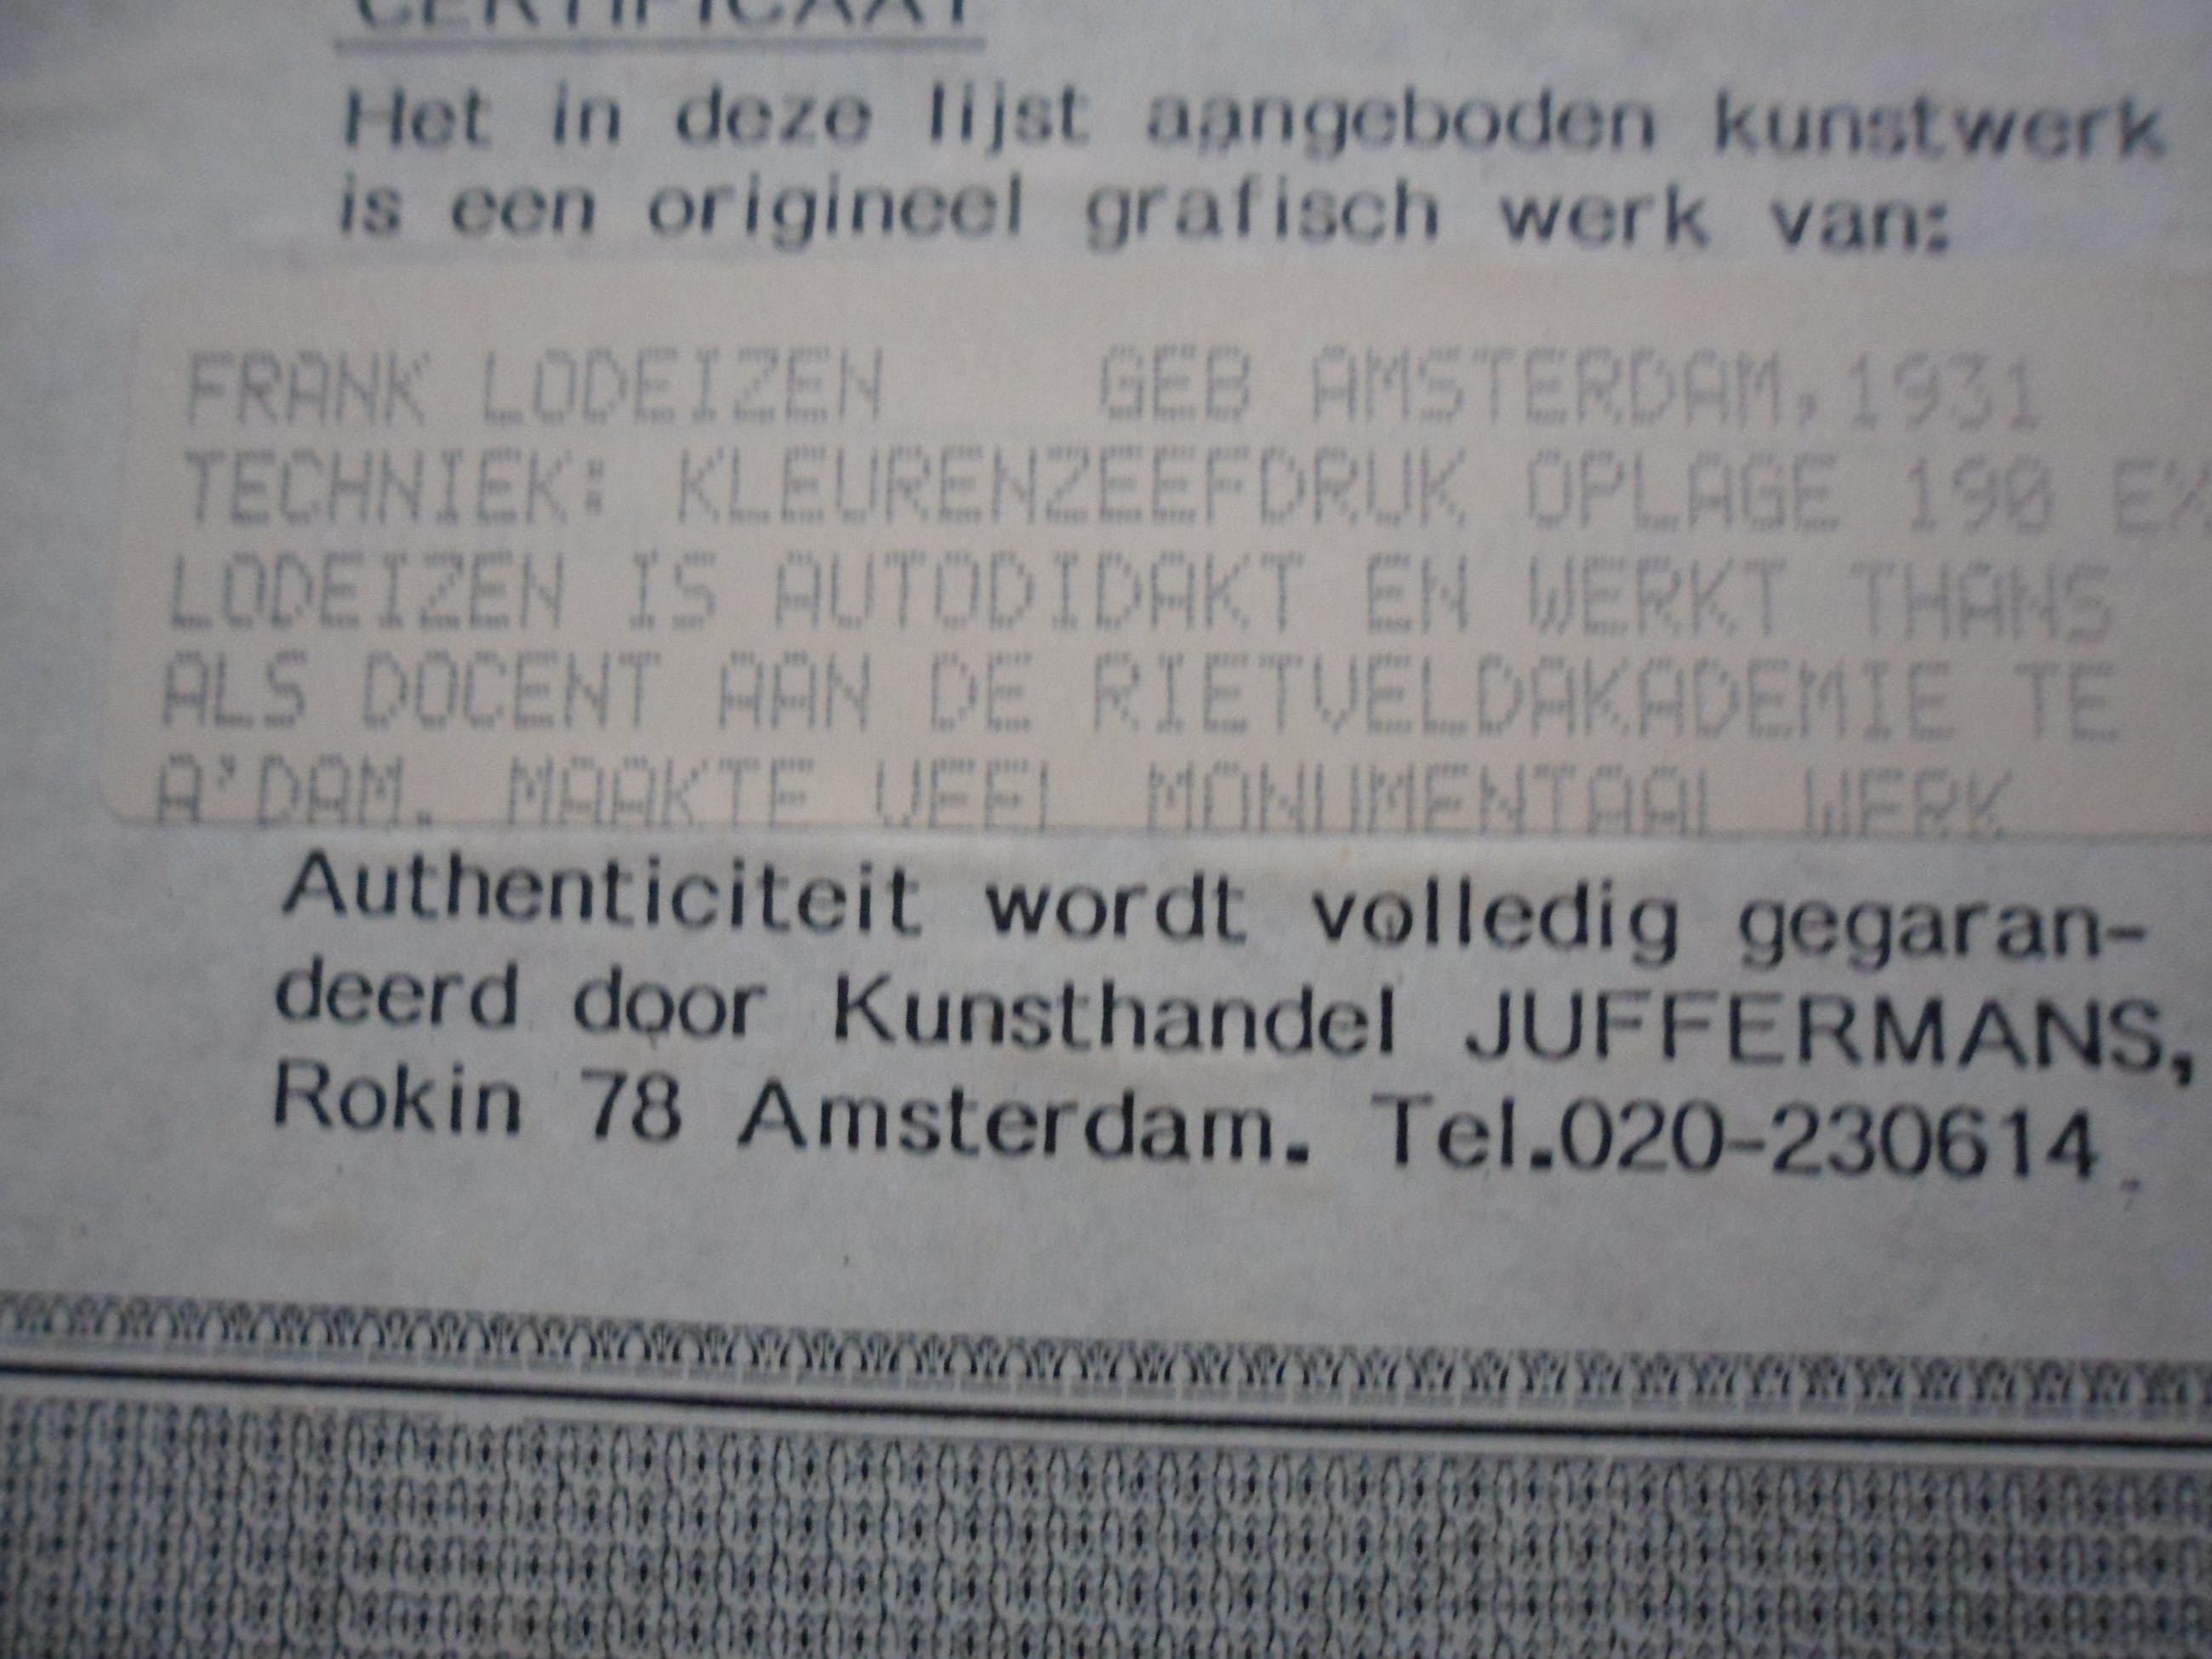 CERTIFICAAT
Het in deze lijst aangeboden kunstwerk
is een origineel grafisch werk van:
FRANK LODEIZEN GEB AMSTERDAM,1931
TECHNIEK: KLEURENZEEFDRUK OPLAGE 190 EX
LODEIZEN IS AUTODIDAKT EN WERKT THANS
ALS DOCENT AAN DE RIETVELDAKADEMIE TE
A'DAM. MAAKTE VEEL MONUMENTAAL WERK
Authenticiteit wordt volledig gegaran-
deerd door Kunsthandel JUFFERMANS,
Rokin 78 Amsterdam. Tel.020-230614.